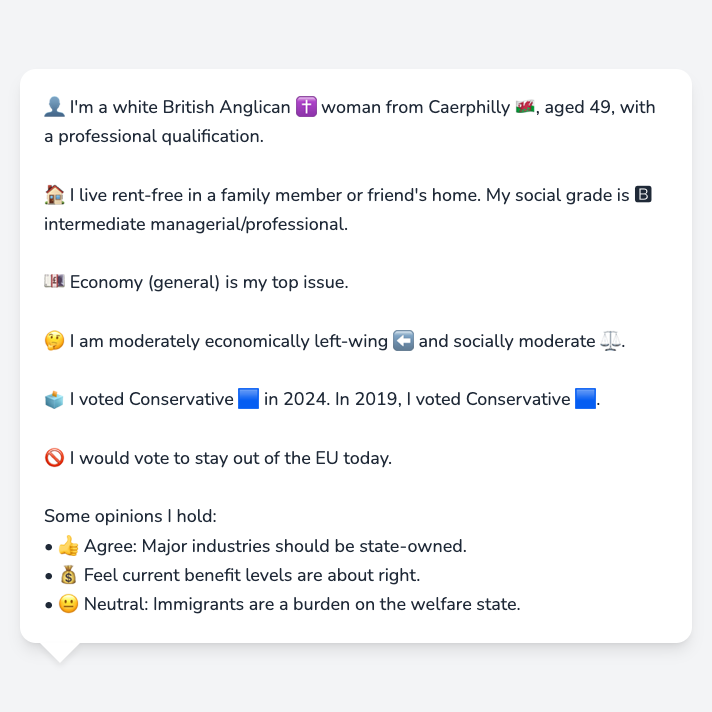 👤 I'm a white British Anglican ✝️ woman from Caerphilly 🏴󠁧󠁢󠁷󠁬󠁳󠁿, aged 49, with
a professional qualification.
🏠 I live rent-free in a family member or friend's home. My social grade is 🅱
intermediate managerial/professional.
💷 Economy (general) is my top issue.
🤔 I am moderately economically left-wing ⬅️ and socially moderate ⚖️.
🗳️ I voted Conservative 🟦 in 2024. In 2019, I voted Conservative 🟦.
🚫 I would vote to stay out of the EU today.
Some opinions I hold:
• 👍 Agree: Major industries should be state-owned.
• 💰 Feel current benefit levels are about right.
• 😐 Neutral: Immigrants are a burden on the welfare state.